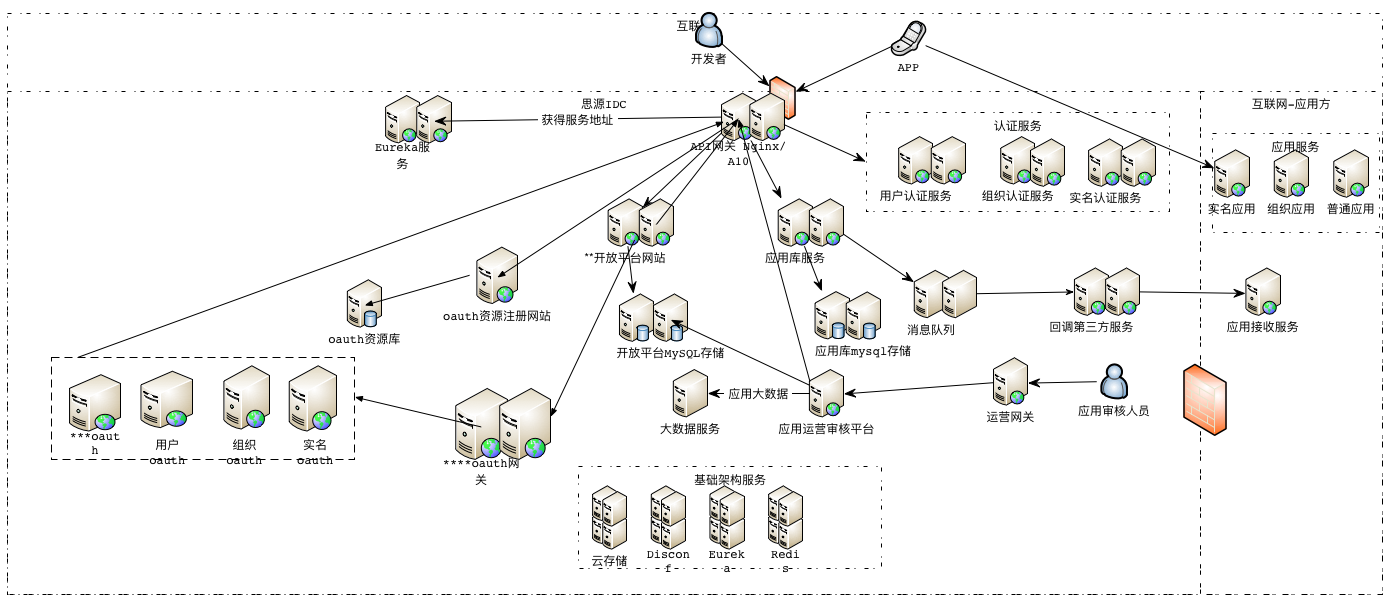 互联
开发者
APP
思源IDC
获得服务地址
互联网-应用方
Eureka服
务
API网关 Nginx/
A10
认证服务
用户认证服务
组织认证服务
实名认证服务
应用服务
实名应用
组织应用
普通应用
**开放平台网站
应用库服务
oauth资源注册网站
oauth资源库
开放平台MySQL存储
应用库mysql存储
消息队列
回调第三方服务
应用接收服务
***oaut
h
用户
oauth
组织
oauth
实名
oauth
****oauth网
关
大数据服务
应用大数据
应用运营审核平台
运营网关
应用审核人员
基础架构服务
云存储
Discon
f
Eurek
a
Redi
s